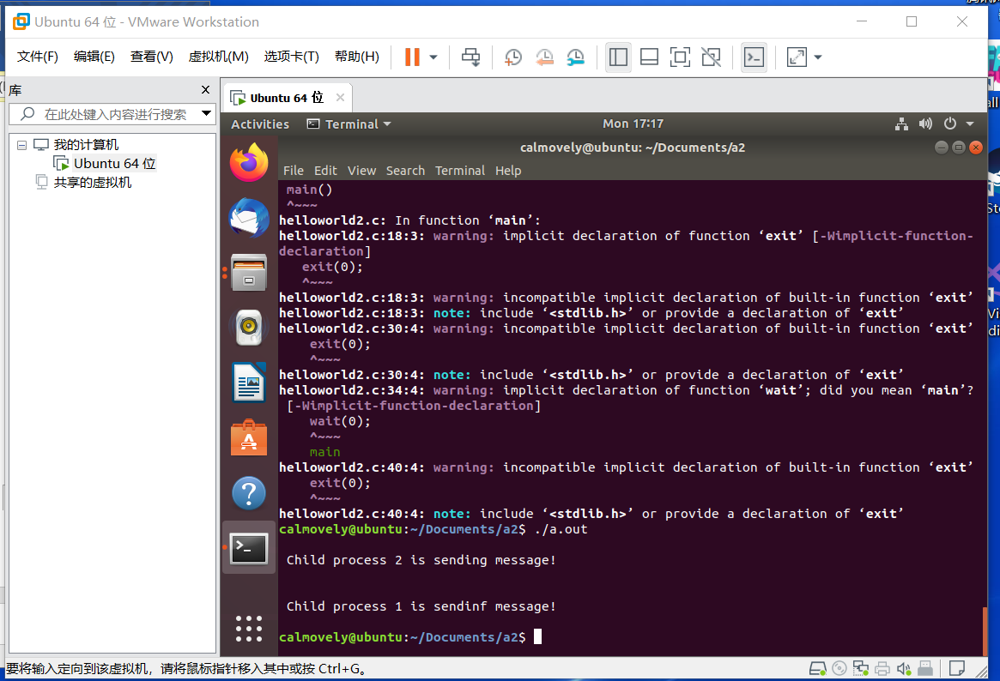 Ubuntu 64 位 - VMware Workstation
文件(F) 编辑(E) 查看(V) 虚拟机(M) 选项卡(T) 帮助(H)
库
在此处键入内容进行搜索
我的计算机
Ubuntu 64 位
共享的虚拟机
Ubuntu 64 位
Activities Terminal Mon 17:17
calmovely@ubuntu: ~/Documents/a2
File Edit View Search Terminal Help
main()
^~~~
helloworld2.c: In function ‘main’:
helloworld2.c:18:3: warning: implicit declaration of function ‘exit’ [-Wimplicit-function-
declaration]
exit(0);
^~~~
helloworld2.c:18:3: warning: incompatible implicit declaration of built-in function ‘exit’
helloworld2.c:18:3: note: include ‘<stdlib.h>’ or provide a declaration of ‘exit’
helloworld2.c:30:4: warning: incompatible implicit declaration of built-in function ‘exit’
exit(0);
^~~~
helloworld2.c:30:4: note: include ‘<stdlib.h>’ or provide a declaration of ‘exit’
helloworld2.c:34:4: warning: implicit declaration of function ‘wait’; did you mean ‘main’?
[-Wimplicit-function-declaration]
wait(0);
^~~~
main
helloworld2.c:40:4: warning: incompatible implicit declaration of built-in function ‘exit’
exit(0);
^~~~
helloworld2.c:40:4: note: include ‘<stdlib.h>’ or provide a declaration of ‘exit’
calmovely@ubuntu:~/Documents/a2$ ./a.out
Child process 2 is sending message!
Child process 1 is sendinf message!
calmovely@ubuntu:~/Documents/a2$
要将输入定向到该虚拟机，请将鼠标指针移入其中或按 Ctrl+G。